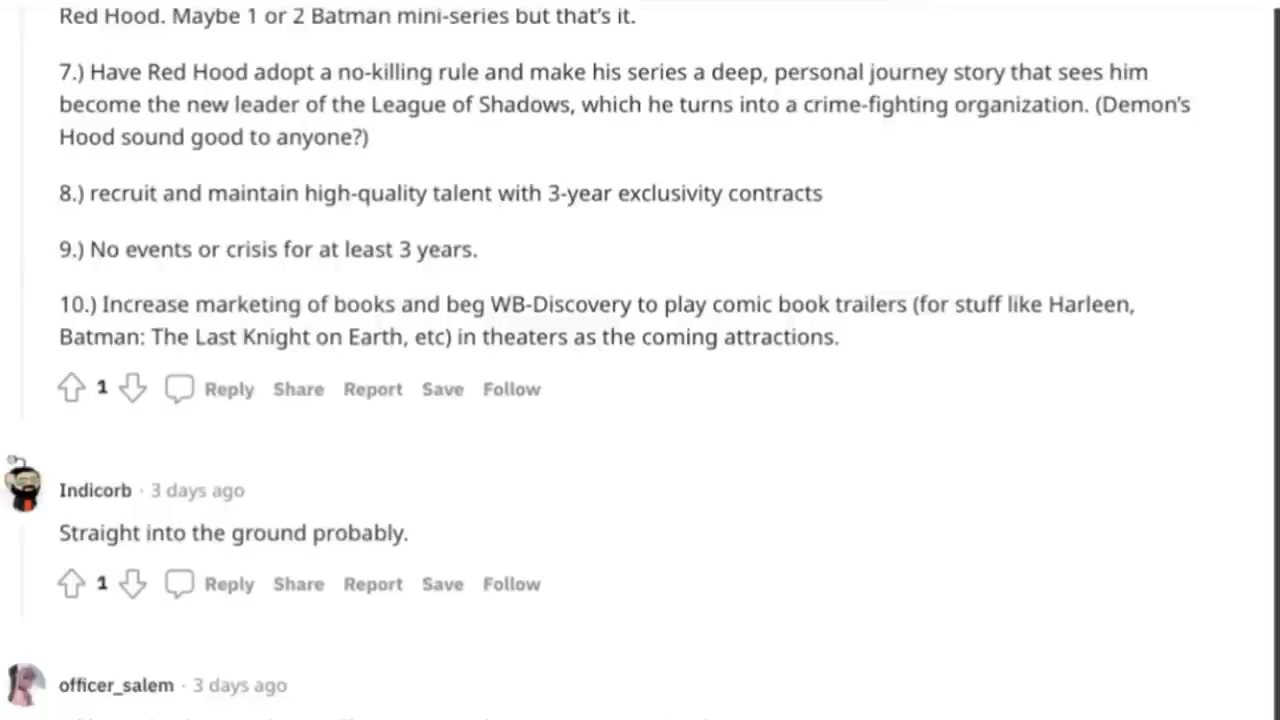 Red Hood. Maybe 1 or 2 Batman mini-series but that's it.
7.) Have Red Hood adopt a no-killing rule and make his series a deep, personal journey story that sees him
become the new leader of the League of Shadows, which he turns into a crime-fighting organization. (Demon's
Hood sound good to anyone?)
8.) recruit and maintain high-quality talent with 3-year exclusivity contracts
9.) No events or crisis for at least 3 years.
10.) Increase marketing of books and beg WB-Discovery to play comic book trailers (for stuff like Harleen,
Batman: The Last Knight on Earth, etc) in theaters as the coming attractions.
1 Reply Share Report Save Follow
Indicorb · 3 days ago
Straight into the ground probably.
1 Reply Share Report Save Follow
officer_salem · 3 days ago